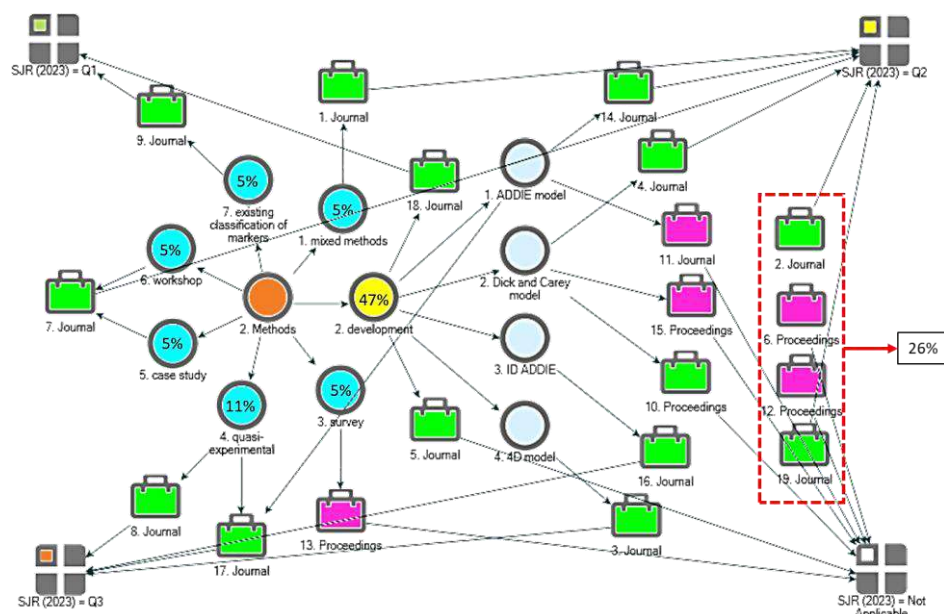 SJR (2023) = Q1
SJR (2023) = Q2
1. Journal
14. Journal
9. Journal
4. Journal
1. ADDIE model
18. Journal
5%
7. existing
classification of
markers
5%
1. mixed methods
11. Journal
2. Journal
5%
6. workshop
2. Dick and Carey
model
7. Journal
2. Methods
47%
2. development
15. Proceedings
6. Proceedings
26%
5%
5. case study
3. ID ADDIE
10. Proceedings
12. Proceedings
11%
4. quasi-
experimental
5%
3. survey
5. Journal
4. 4D model
16. Journal
19. Journal
8. Journal
17. Journal
13. Proceedings
3. Journal
SJR (2023) = Q3
SJR (2023) = Not
Applicable